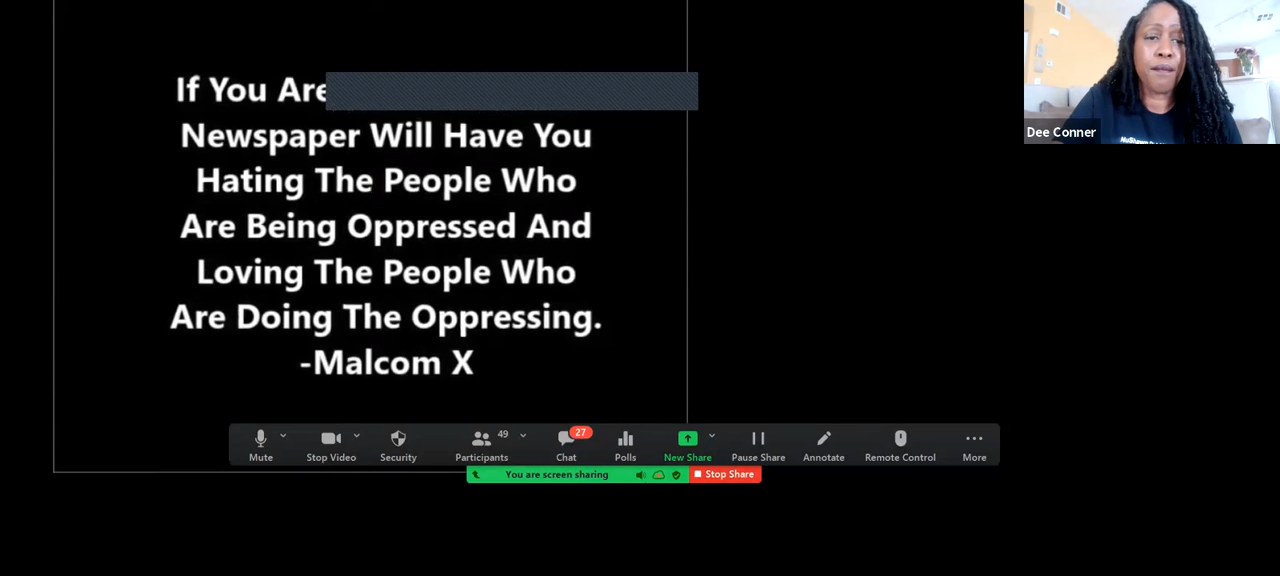 If You Are
Newspaper Will Have You
Hating The People Who
Are Being Oppressed And
Loving The People Who
Are Doing The Oppressing.
-Malcom X
Dee Conner
49
27
Mute
Stop Video
Security
Participants
Chat
Polls
New Share
Pause Share
Annotate
Remote Control
More
You are screen sharing
Stop Share